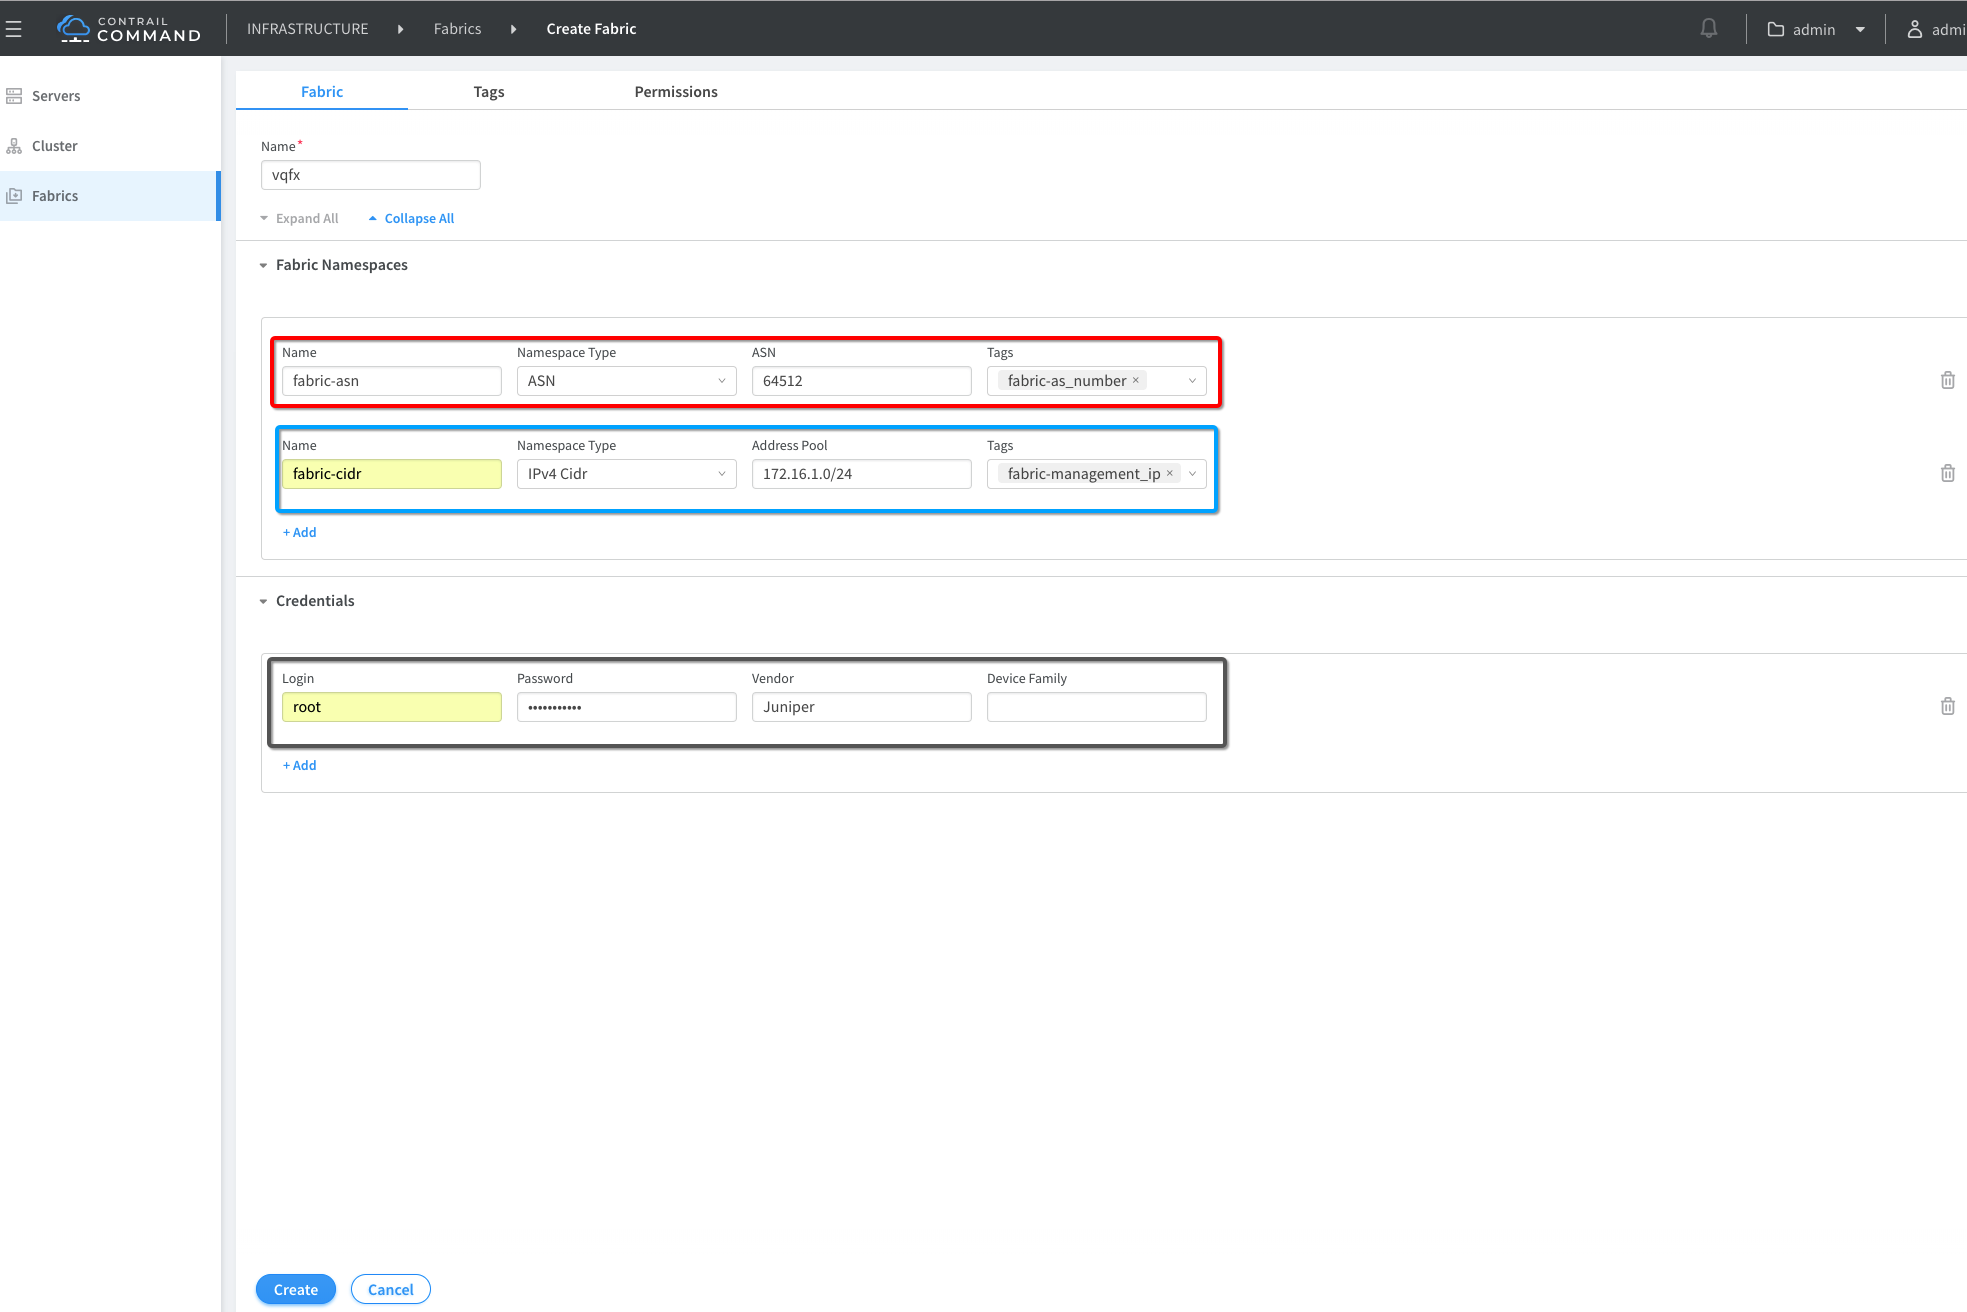 CONTRAIL
COMMAND
INFRASTRUCTURE Fabrics Create Fabric
admin
admi
Servers
Cluster
Fabrics
Fabric Tags Permissions
Name*
vqfx
Expand All Collapse All
Fabric Namespaces
Name Namespace Type ASN Tags
fabric-asn ASN 64512 fabric-as_number ×
Name Namespace Type Address Pool Tags
fabric-cidr IPv4 Cidr 172.16.1.0/24 fabric-management_ip ×
+ Add
Credentials
Login Password Vendor Device Family
root ••••••••••• Juniper
+ Add
Create Cancel